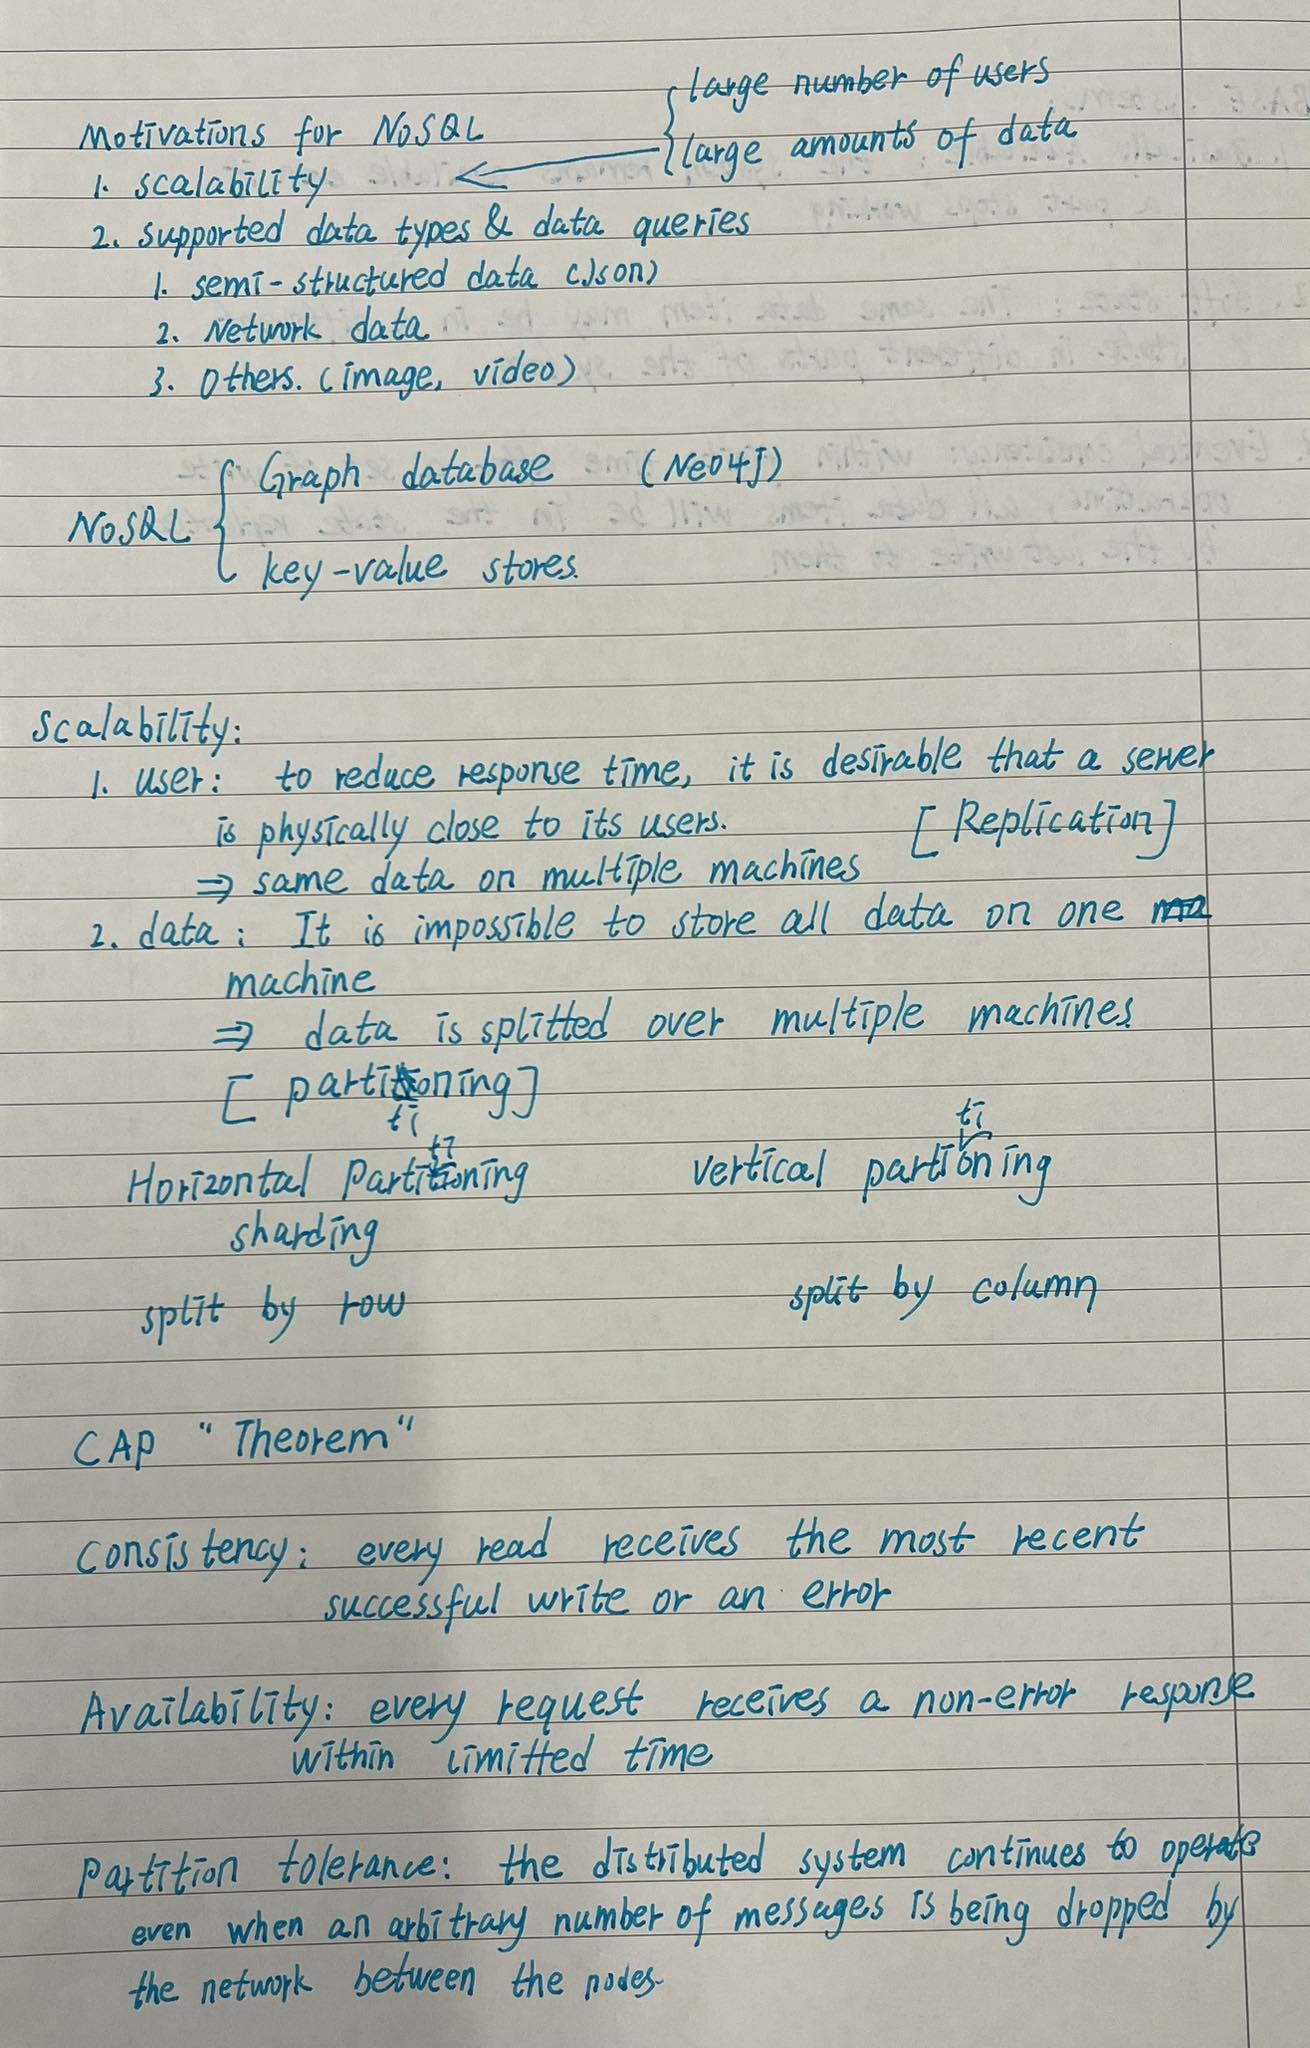 large number of users
Motivations for NoSQL
large amounts of data
1. scalability
2. supported data types & data queries
1. semi-structured data (Json)
2. Network data
3. Others. (image, video)
Graph database (Neo4j)
NoSQL
key-value stores.
Scalability:
1. user: to reduce response time, it is desirable that a server
is physically close to its users. [Replication]
⇒ same data on multiple machines
2. data: It is impossible to store all data on one
machine
⇒ data is splitted over multiple machines.
[partitioning]
Horizontal Partitioning vertical partitioning
sharding
split by row split by column
CAP "Theorem"
Consistency: every read receives the most recent
successful write or an error
Availability: every request receives a non-error response
within limitted time
Partition tolerance: the distributed system continues to operate
even when an arbitrary number of messages is being dropped by
the network between the nodes.